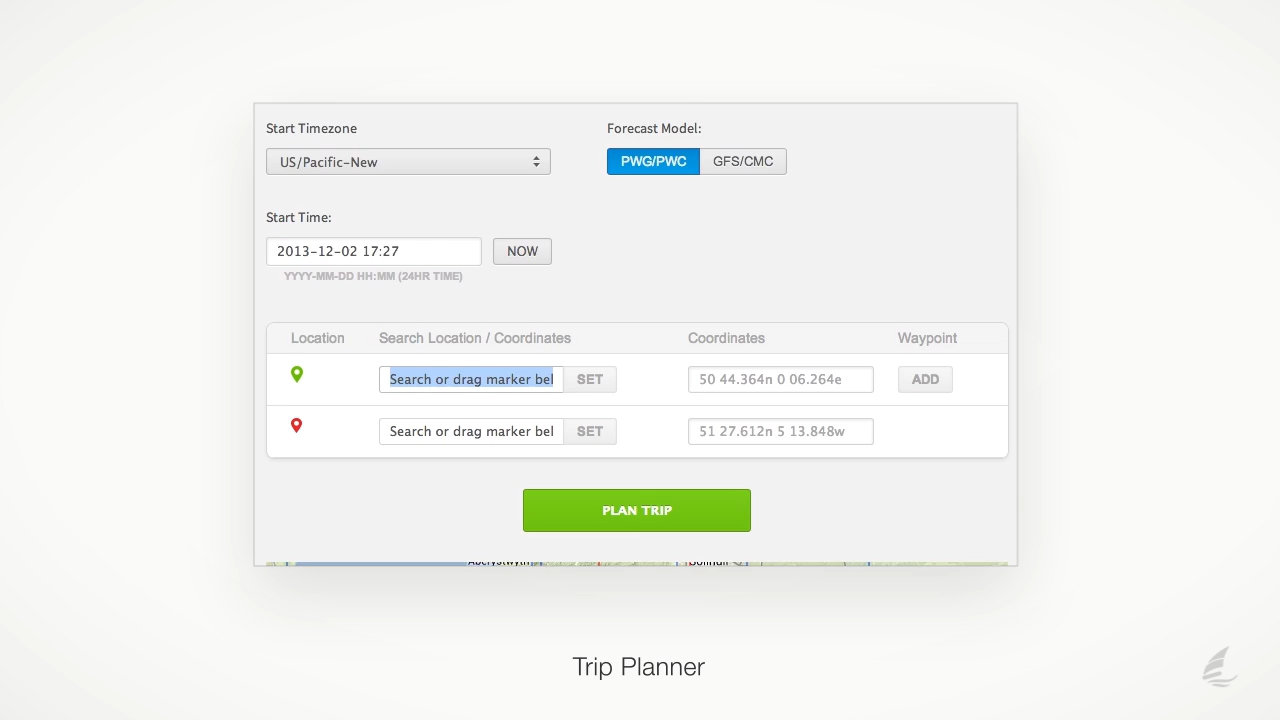 Start Timezone
Forecast Model:
US/Pacific-New
PWG/PWC
GFS/CMC
Start Time:
2013-12-02 17:27
NOW
YYYY-MM-DD HH:MM (24HR TIME)
Location
Search Location / Coordinates
Coordinates
Waypoint
Search or drag marker bel
SET
50 44.364n 0 06.264e
ADD
Search or drag marker bel
SET
51 27.612n 5 13.848w
PLAN TRIP
Aberystwyth
Trip Planner